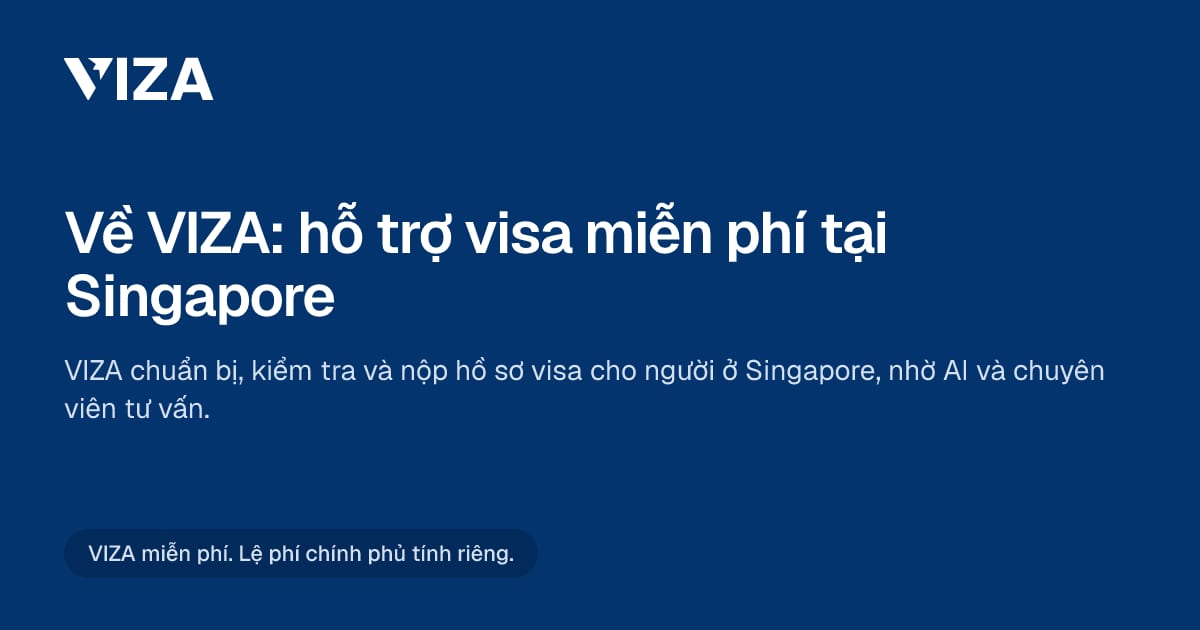 VIZA
Về VIZA: hỗ trợ visa miễn phí tại
Singapore
VIZA chuẩn bị, kiểm tra và nộp hồ sơ visa cho người ở Singapore, nhờ AI và chuyên
viên tư vấn.
VIZA miễn phí. Lệ phí chính phủ tính riêng.